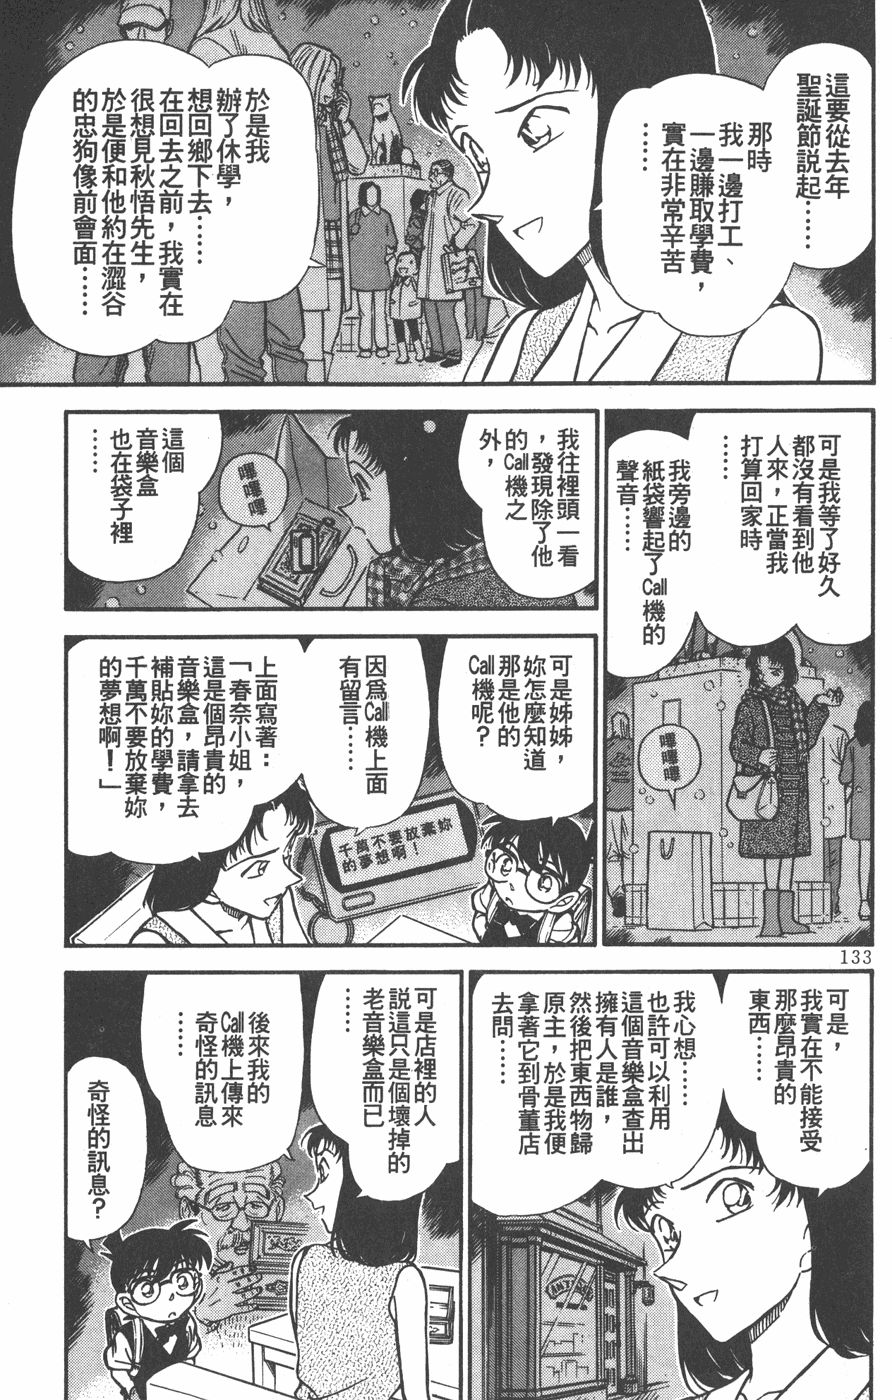 這要從去年
聖誕節説起……
那時
我一邊打工、
一邊賺取學費，
實在非常辛苦
……
於是我
辦了休學，
想回鄉下去……
在回去之前，我實在
很想見秋悟先生，
於是便和他約在澀谷
的忠狗像前會面……
可是我等了好久
都沒有看到他
人來，正當我
打算回家時
……
我旁邊的
紙袋響起了Call機的
聲音……
嗶嗶嗶
我往裡頭一看
，發現除了他
的Call機之
外，
嗶嗶嗶
這個
音樂盒
也在袋子裡
……
可是姊姊，
妳怎麼知道
那是他的
Call機呢？
因爲Call機上面
有留言……
千萬不要放棄妳
的夢想啊！
上面寫著：
「春奈小姐，
這是個昂貴的
音樂盒，請拿去
補貼妳的學費，
千萬不要放棄妳
的夢想啊！」
133
可是，
我實在不能接受
那麼昂貴的
東西……
我心想……
也許可以利用
這個音樂盒查出
擁有人是誰，
然後把東西物歸
原主，於是我便
拿著它到骨董店
去問……
可是店裡的人
説這只是個壞掉的
老音樂盒而已
後來我的
Call機上傳來
奇怪的訊息
……
奇怪的訊息？